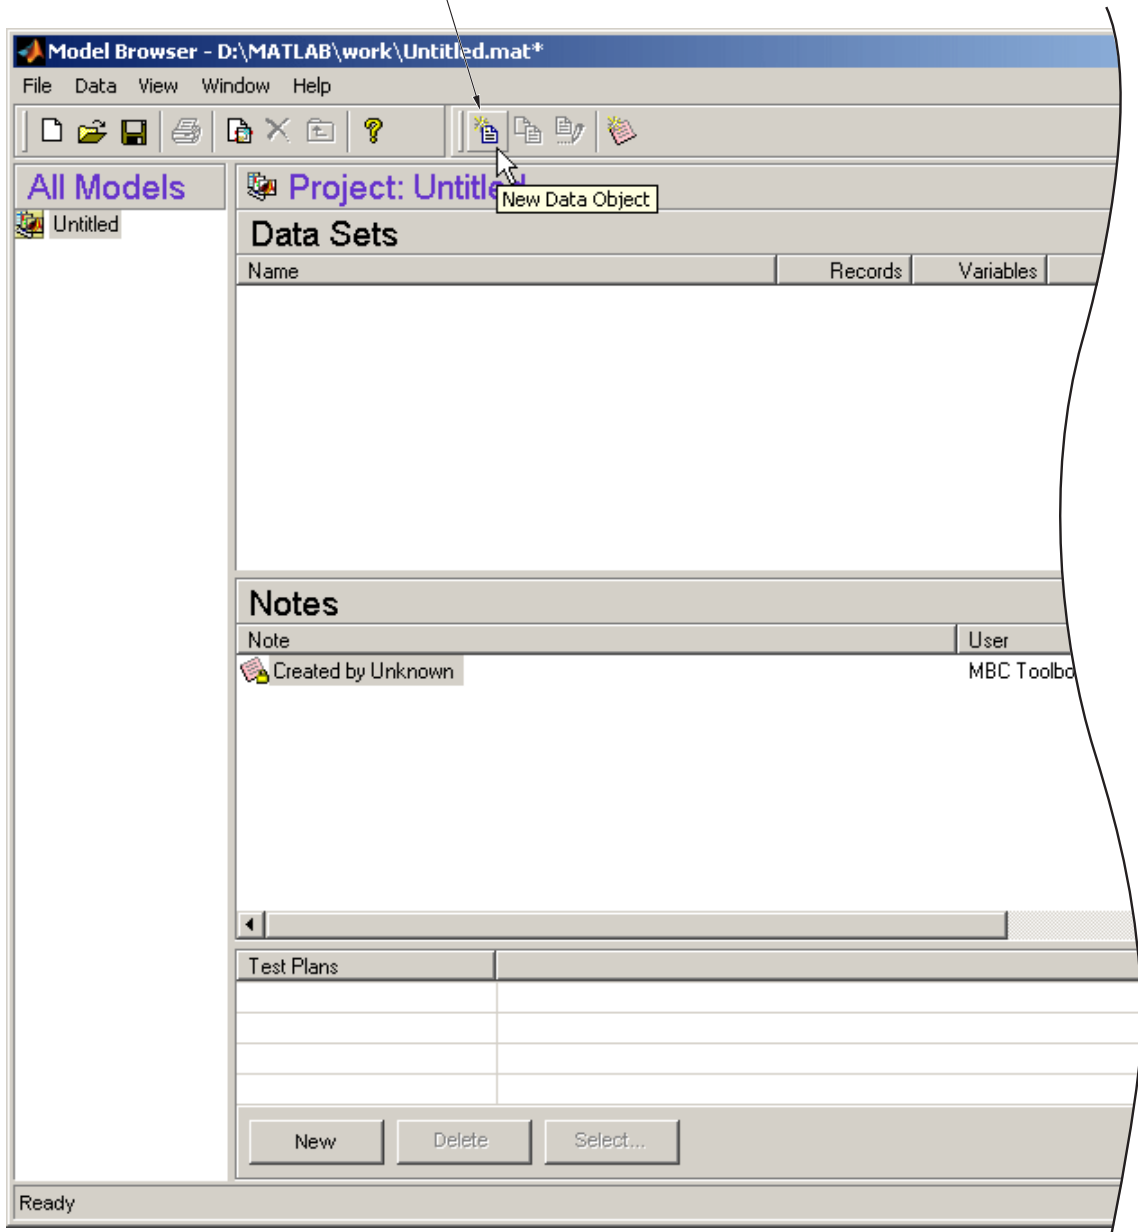 Model Browser - D:\MATLAB\work\Untitled.mat*
File Data View Window Help
All Models
Project: Untitled
New Data Object
Untitled
Data Sets
Name Records Variables
Notes
Note User
Created by Unknown MBC Toolbo
Test Plans
New Delete Select...
Ready